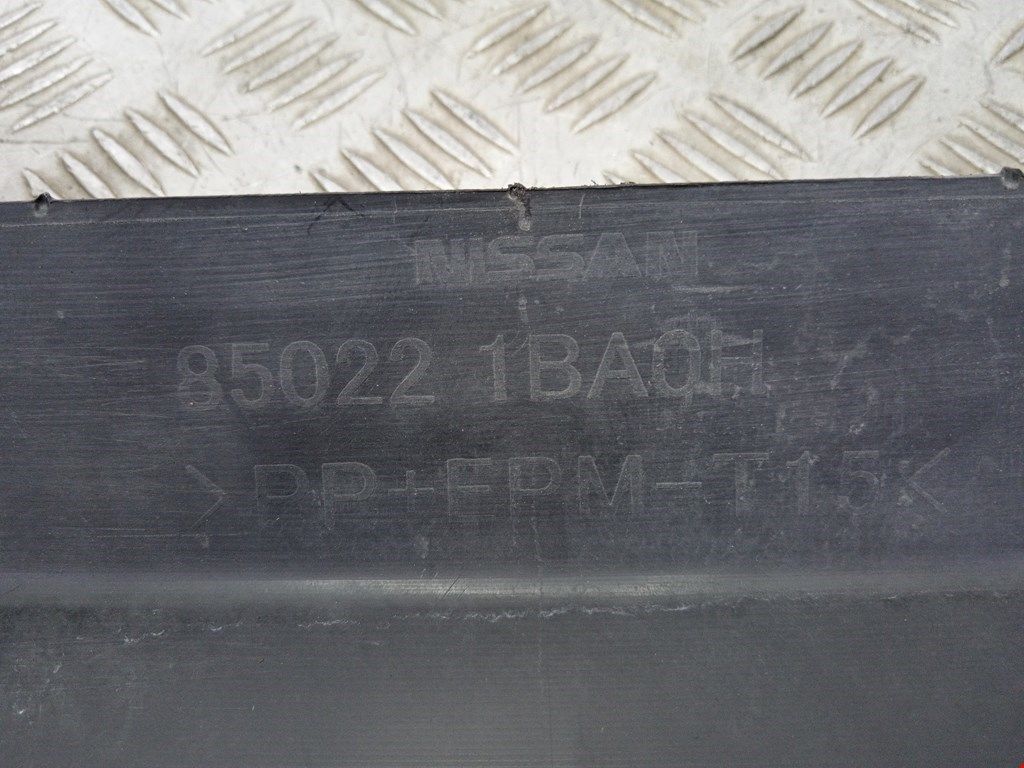 NISSAN
85022 1BA0H
>PP+EPM-T15<